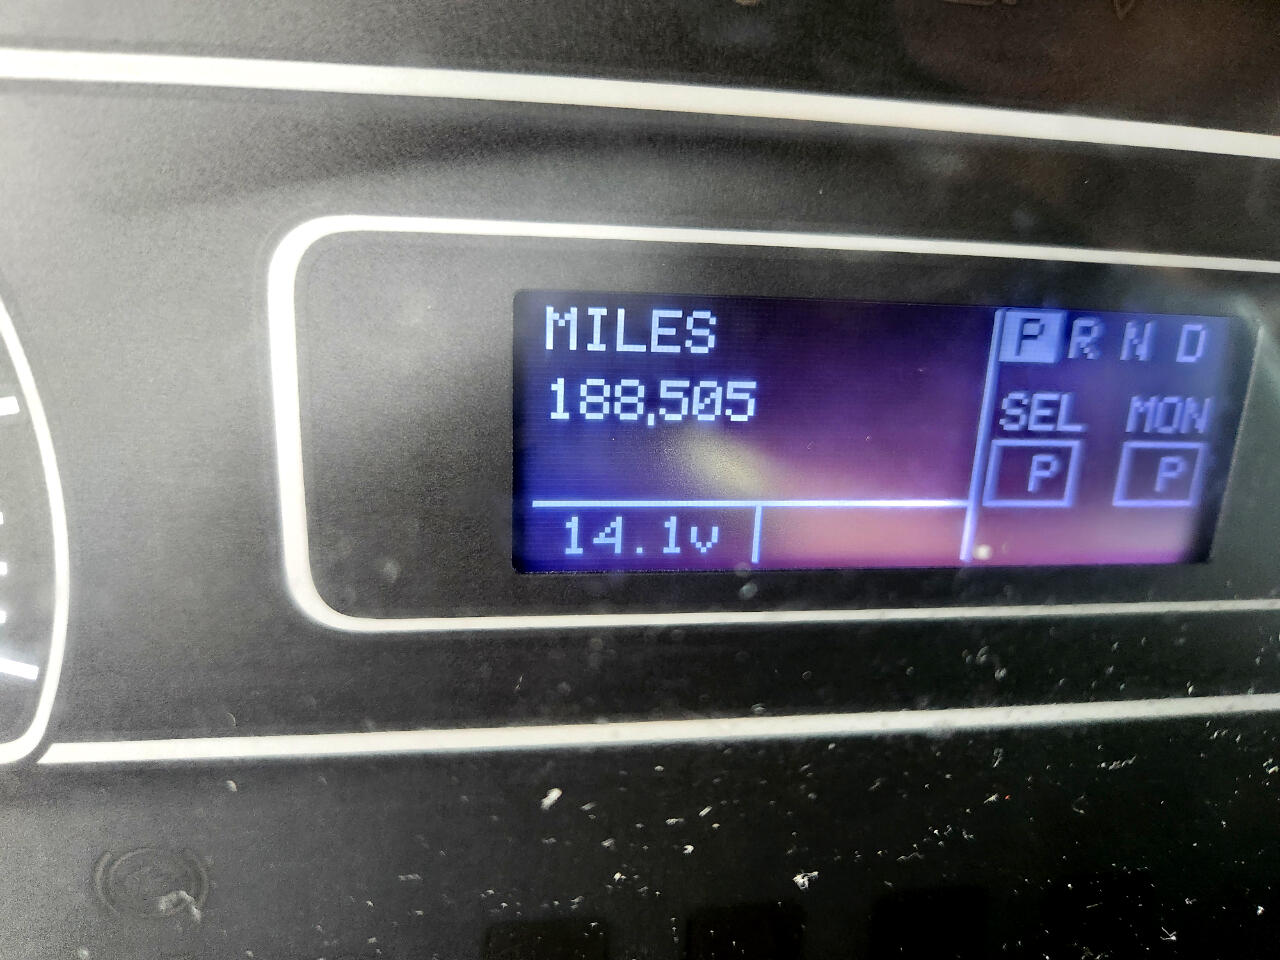 MILES
188,505
14.1v
P R N D
SEL MON
P P